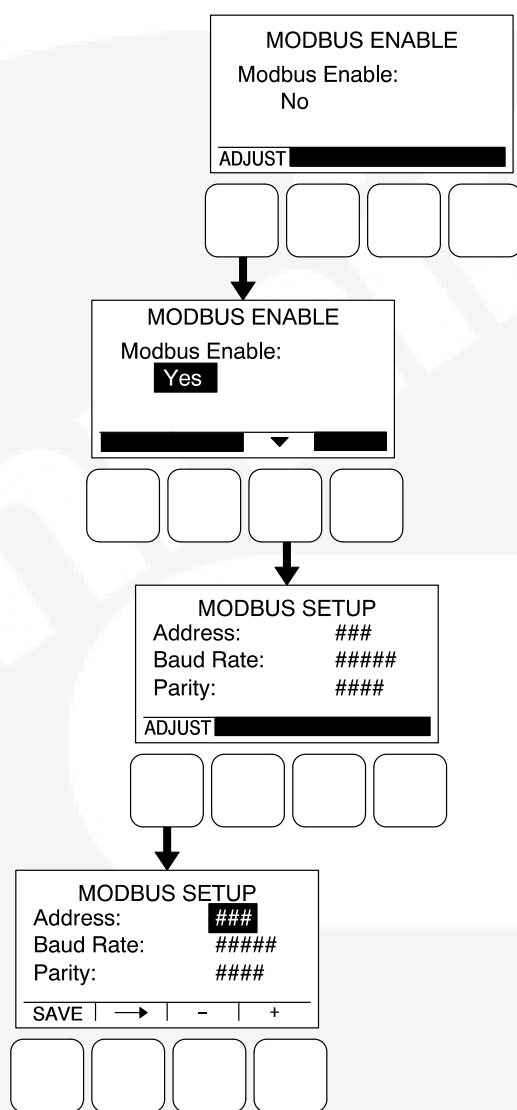 MODBUS ENABLE
Modbus Enable:
No
ADJUST
MODBUS ENABLE
Modbus Enable:
Yes
MODBUS SETUP
Address: ###
Baud Rate: #####
Parity: ####
ADJUST
MODBUS SETUP
Address: ###
Baud Rate: #####
Parity: ####
SAVE - +